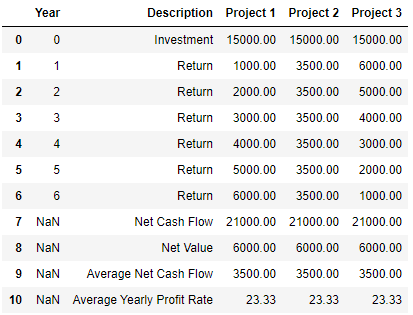 Year Description Project 1 Project 2 Project 3
0 0 Investment 15000.00 15000.00 15000.00
1 1 Return 1000.00 3500.00 6000.00
2 2 Return 2000.00 3500.00 5000.00
3 3 Return 3000.00 3500.00 4000.00
4 4 Return 4000.00 3500.00 3000.00
5 5 Return 5000.00 3500.00 2000.00
6 6 Return 6000.00 3500.00 1000.00
7 NaN Net Cash Flow 21000.00 21000.00 21000.00
8 NaN Net Value 6000.00 6000.00 6000.00
9 NaN Average Net Cash Flow 3500.00 3500.00 3500.00
10 NaN Average Yearly Profit Rate 23.33 23.33 23.33